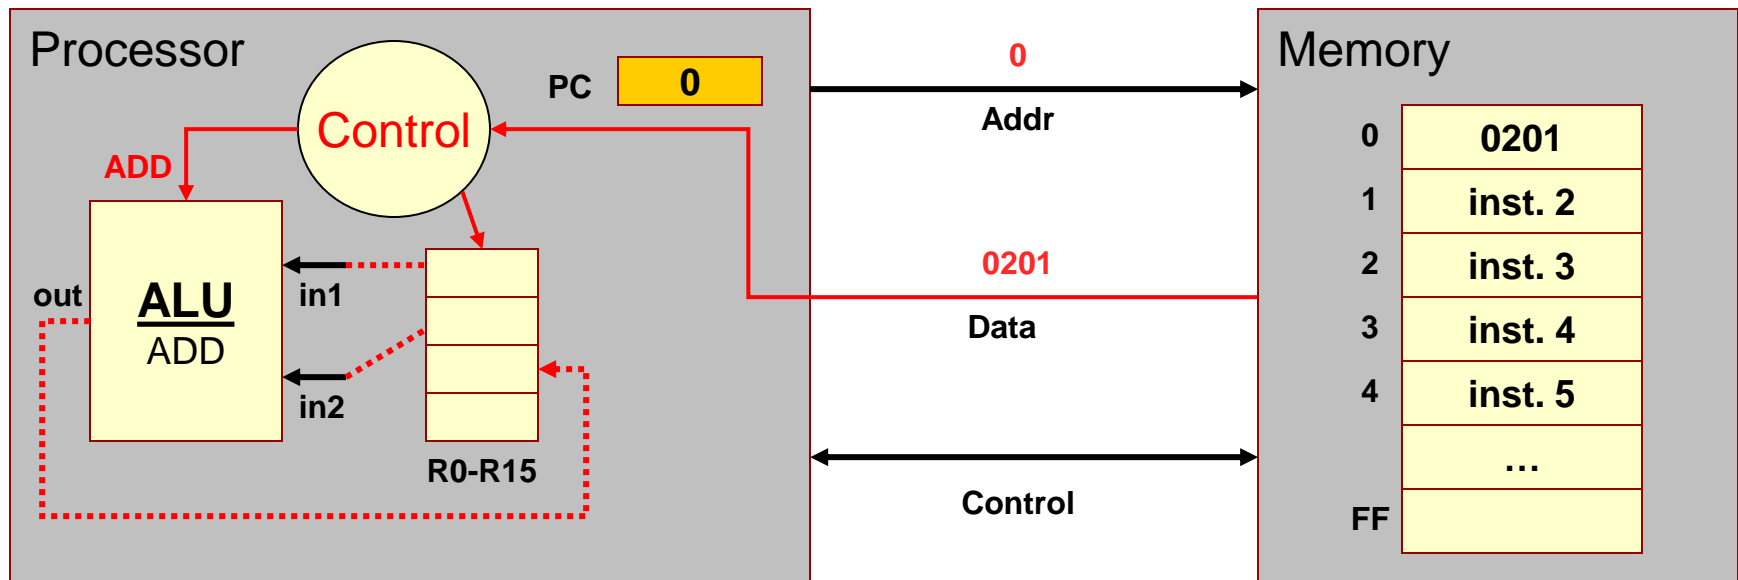 Processor
Control
PC
0
ADD
out
ALU
ADD
in1
in2
R0-R15
0
Addr
0201
Data
Control
Memory
0
0201
1
inst. 2
2
inst. 3
3
inst. 4
4
inst. 5
…
FF